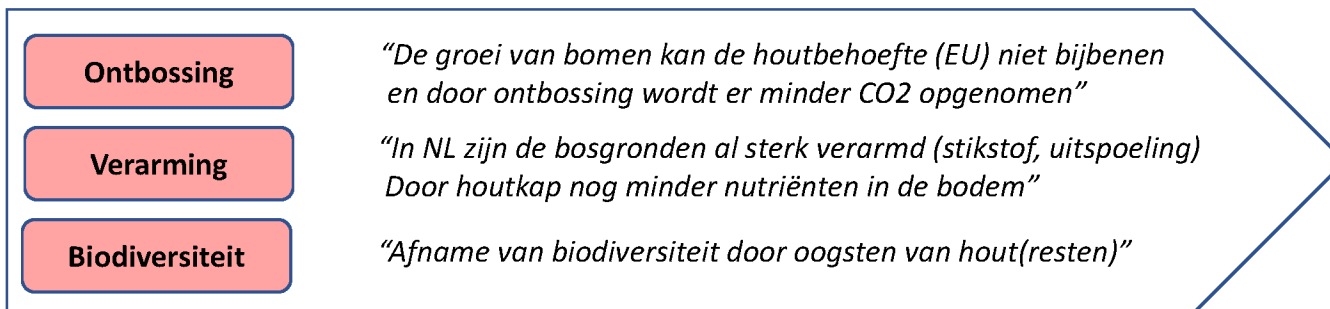 Ontbossing
“De groei van bomen kan de houtbehoefte (EU) niet bijbenen
en door ontbossing wordt er minder CO2 opgenomen”
Verarming
“In NL zijn de bosgronden al sterk verarmd (stikstof, uitspoeling)
Door houtkap nog minder nutriënten in de bodem”
Biodiversiteit
“Afname van biodiversiteit door oogsten van hout(resten)”